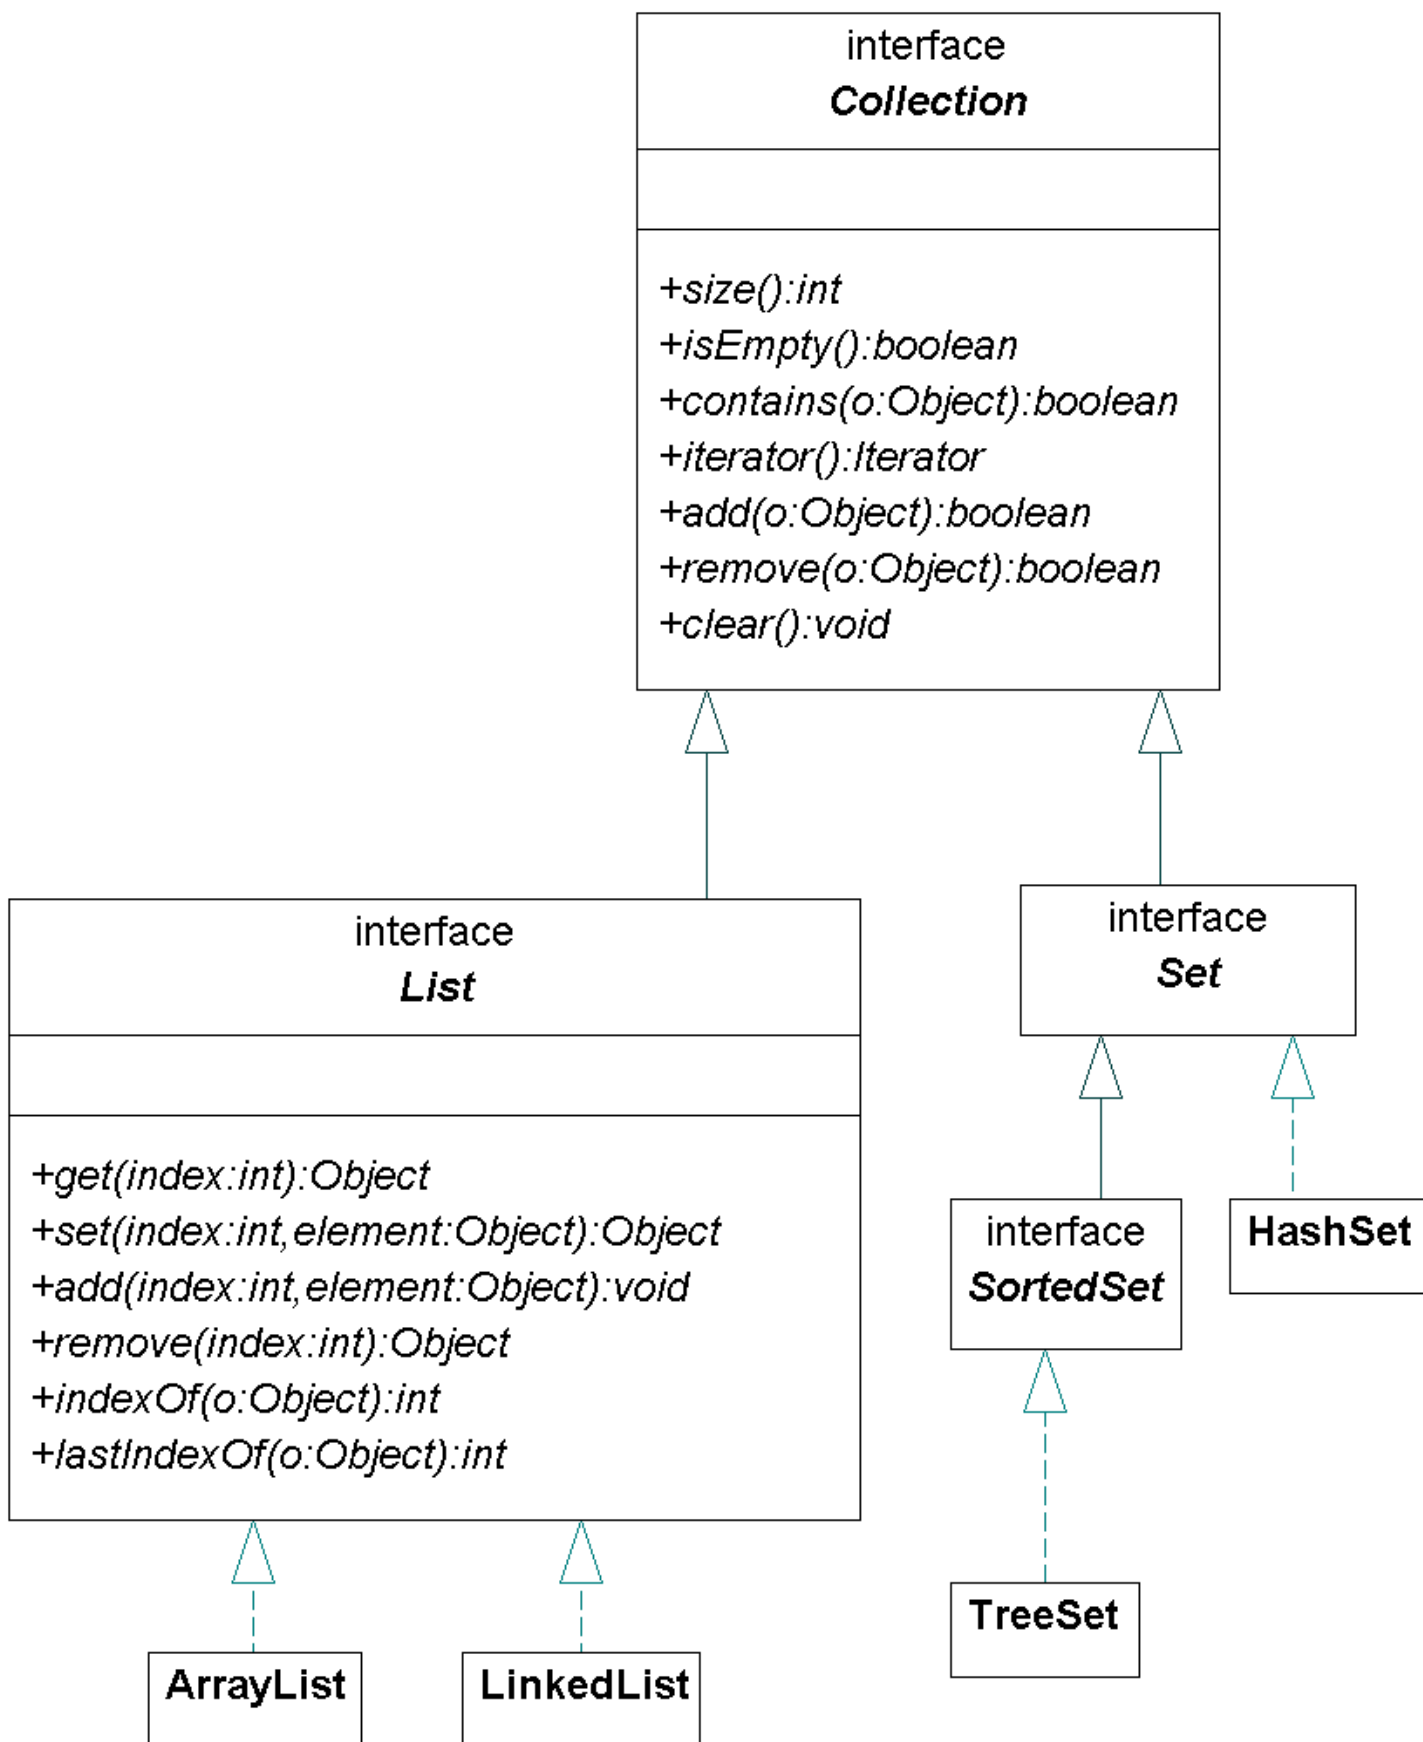 interface
Collection
+size():int
+isEmpty():boolean
+contains(o:Object):boolean
+iterator():Iterator
+add(o:Object):boolean
+remove(o:Object):boolean
+clear():void
interface
List
+get(index:int):Object
+set(index:int,element:Object):Object
+add(index:int,element:Object):void
+remove(index:int):Object
+indexOf(o:Object):int
+lastIndexOf(o:Object):int
interface
Set
interface
SortedSet
HashSet
TreeSet
ArrayList
LinkedList